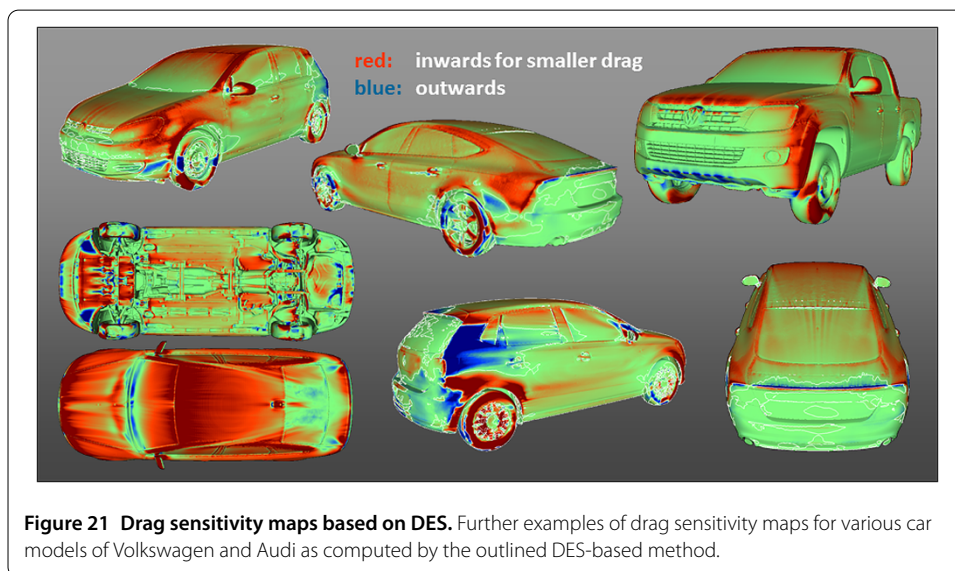 red: inwards for smaller drag
blue: outwards
Figure 21 Drag sensitivity maps based on DES. Further examples of drag sensitivity maps for various car
models of Volkswagen and Audi as computed by the outlined DES-based method.